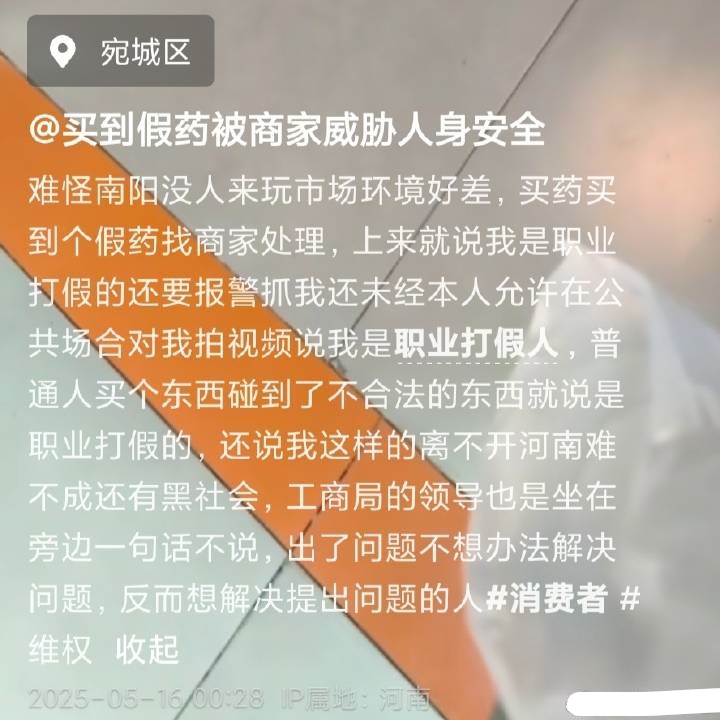 宛城区
@买到假药被商家威胁人身安全
难怪南阳没人来玩市场环境好差，买药买
到个假药找商家处理，上来就说我是职业
打假的还要报警抓我还未经本人允许在公
共场合对我拍视频说我是职业打假人，普
通人买个东西碰到了不合法的东西就说是
职业打假的，还说我这样的离不开河南难
不成还有黑社会，工商局的领导也是坐在
旁边一句话不说，出了问题不想办法解决
问题，反而想解决提出问题的人#消费者 #
维权 收起
2025-05-16 00:28 IP属地：河南